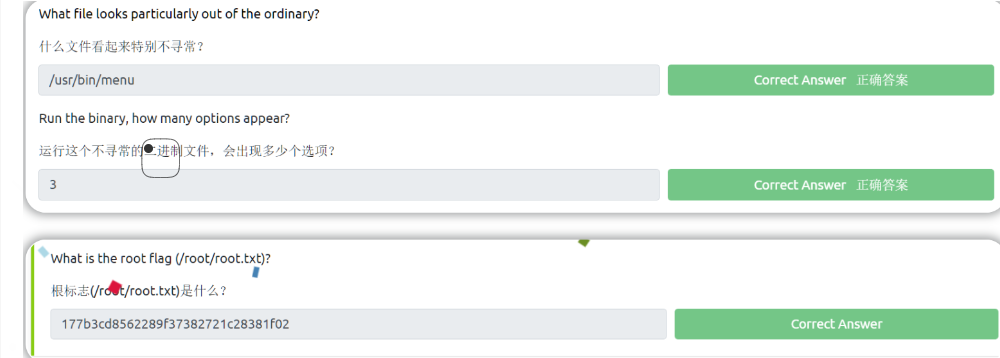 What file looks particularly out of the ordinary?
什么文件看起来特别不寻常？
/usr/bin/menu
Correct Answer 正确答案
Run the binary, how many options appear?
运行这个不寻常的二进制文件，会出现多少个选项？
3
Correct Answer 正确答案
What is the root flag (/root/root.txt)?
根标志(/root/root.txt)是什么？
177b3cd8562289f37382721c28381f02
Correct Answer